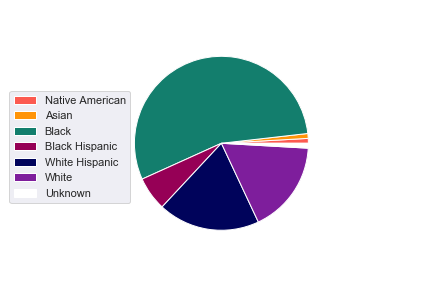 Native American
Asian
Black
Black Hispanic
White Hispanic
White
Unknown